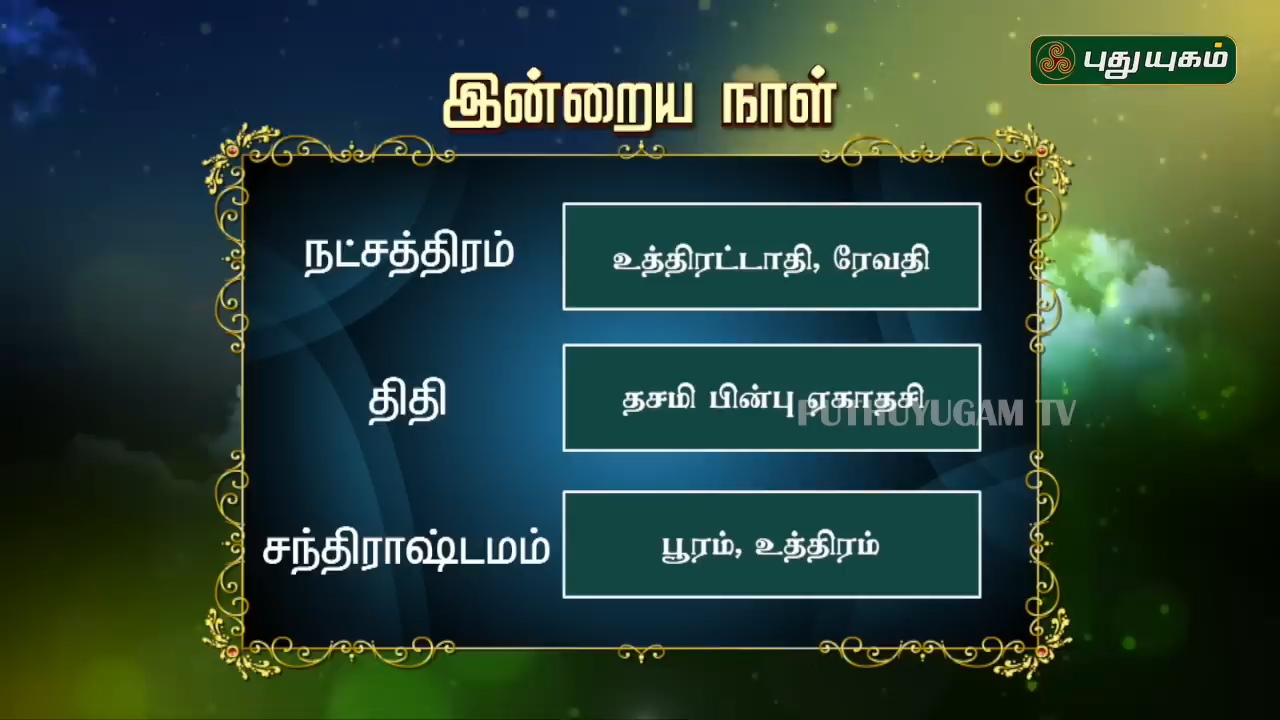 புதுயுகம்
இன்றைய நாள்
நட்சத்திரம்
உத்திரட்டாதி, ரேவதி
திதி
தசமி பின்பு ஏகாதசி
PUTHUYUGAM TV
சந்திராஷ்டமம்
பூரம், உத்திரம்